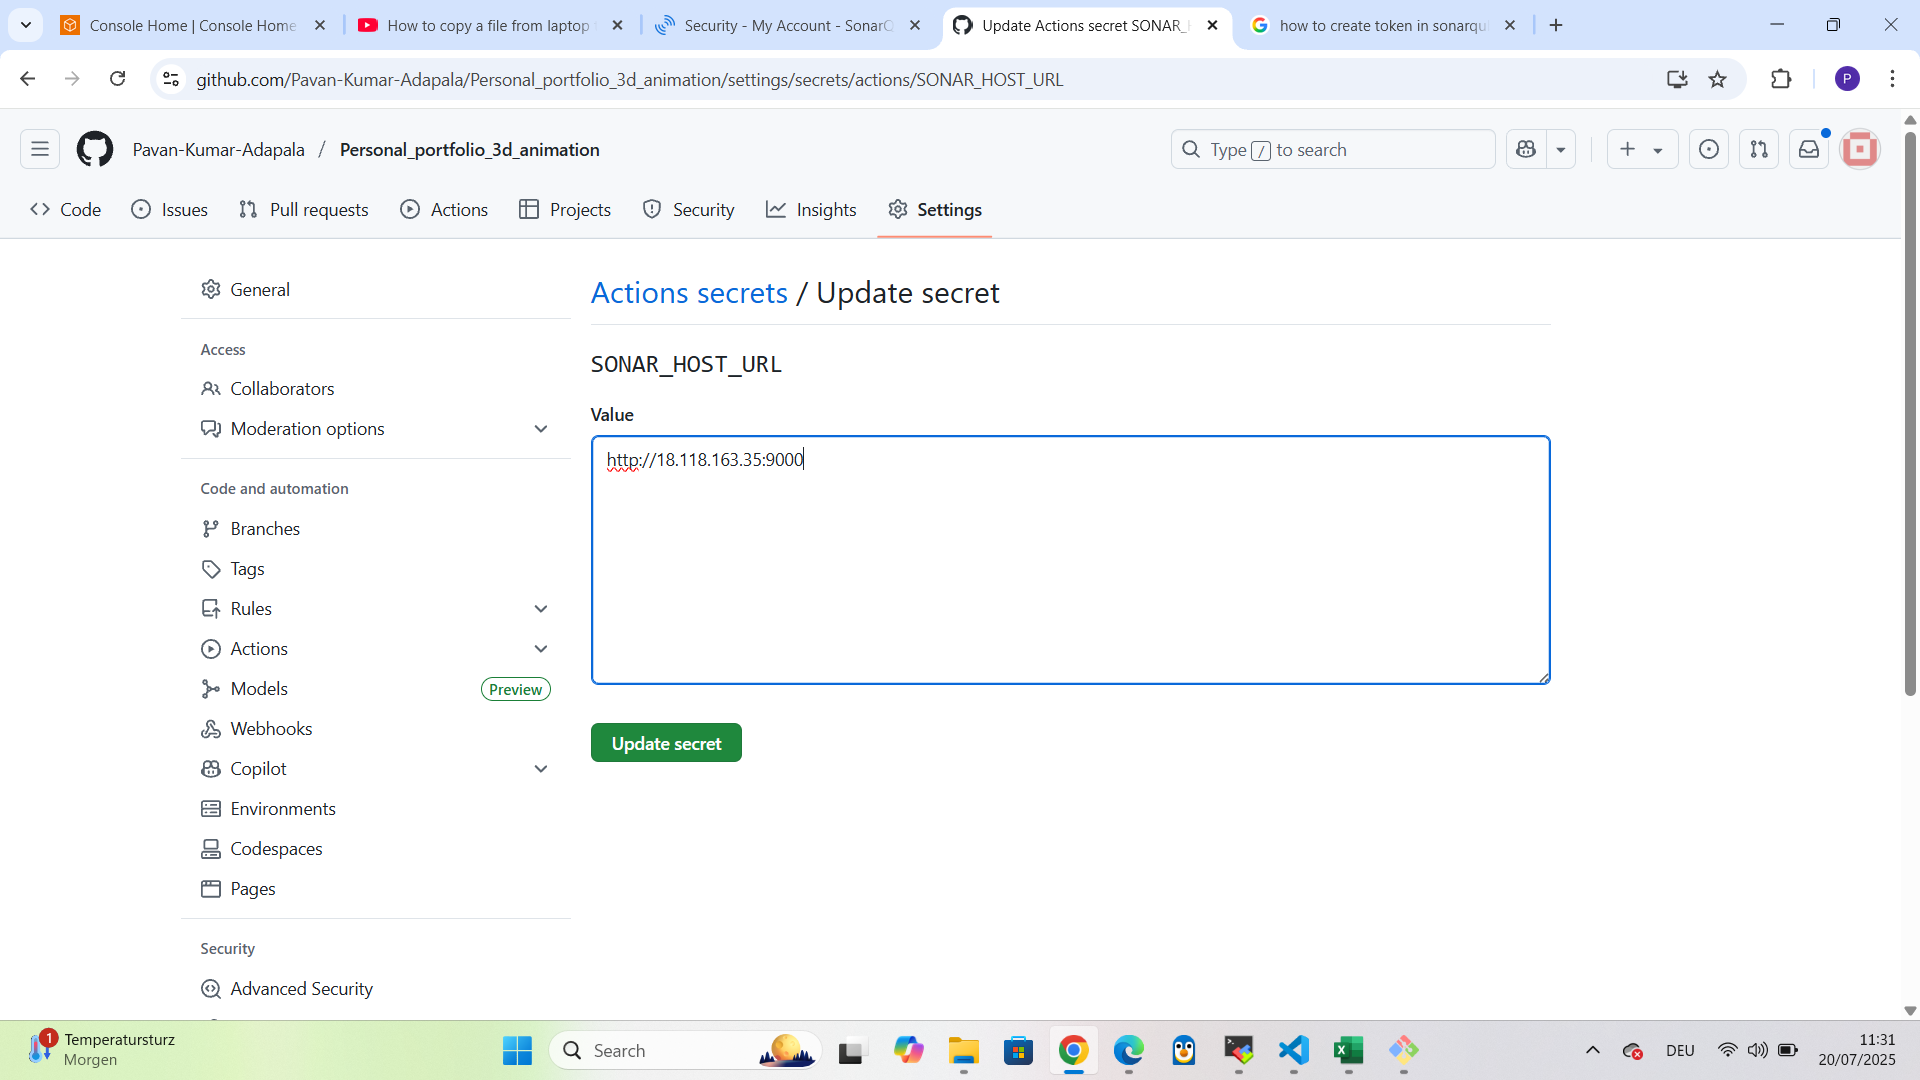 Console Home | Console Home
How to copy a file from laptop
Security - My Account - SonarQ
Update Actions secret SONAR_
how to create token in sonarqu
github.com/Pavan-Kumar-Adapala/Personal_portfolio_3d_animation/settings/secrets/actions/SONAR_HOST_URL
P
Pavan-Kumar-Adapala / Personal_portfolio_3d_animation
Type / to search
Code
Issues
Pull requests
Actions
Projects
Security
Insights
Settings
General
Access
Collaborators
Moderation options
Code and automation
Branches
Tags
Rules
Actions
Models
Preview
Webhooks
Copilot
Environments
Codespaces
Pages
Security
Advanced Security
Actions secrets / Update secret
SONAR_HOST_URL
Value
http://18.118.163.35:9000
Update secret
1
Temperatursturz
Morgen
Search
DEU
11:31
20/07/2025